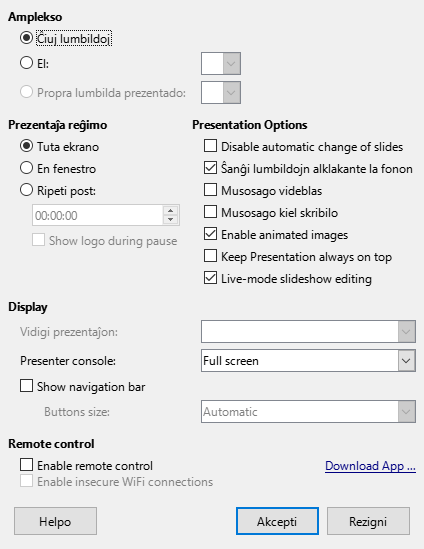 Amplekso
Ĉiuj lumbildoj
El:
Propra lumbilda prezentado:
Prezentaĵa reĝimo
Presentation Options
Tuta ekrano
Disable automatic change of slides
En fenestro
Ŝanĝi lumbildojn alklakante la fonon
Ripeti post:
Musosago videblas
00:00:00
Musosago kiel skribilo
Show logo during pause
Enable animated images
Keep Presentation always on top
Live-mode slideshow editing
Display
Vidigi prezentaĵon:
Presenter console:
Full screen
Show navigation bar
Buttons size:
Automatic
Remote control
Enable remote control
Download App ...
Enable insecure WiFi connections
Helpo
Akcepti
Rezigni